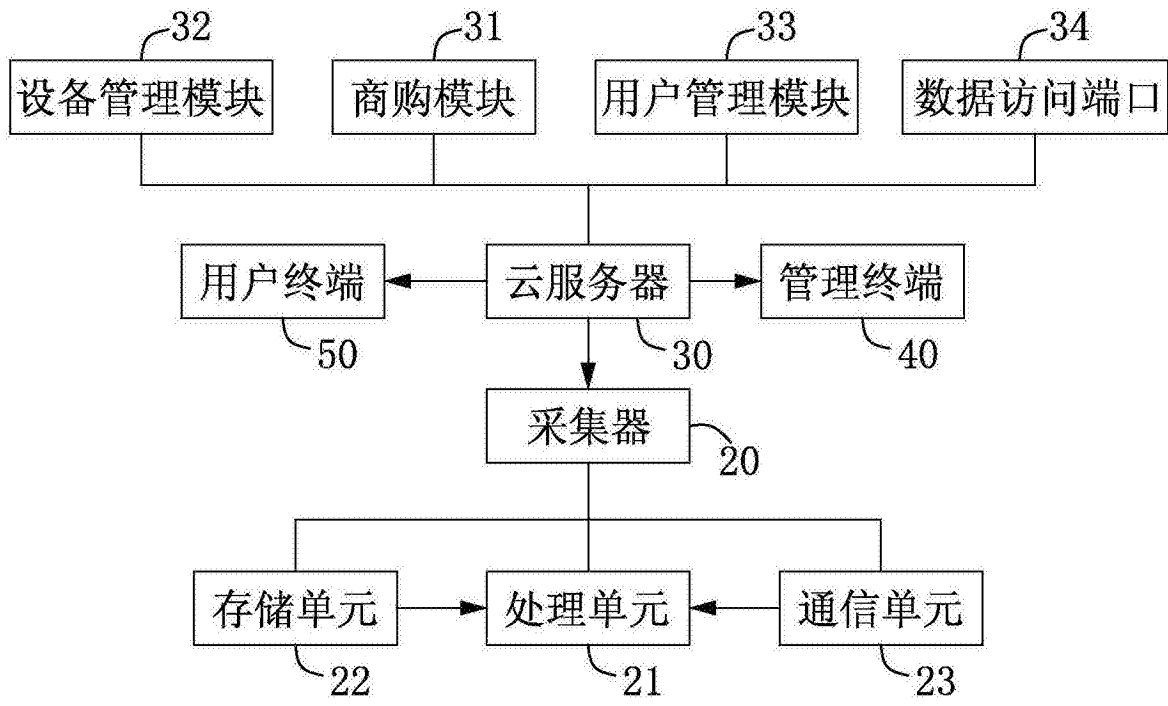 32 31 33 34
设备管理模块 商购模块 用户管理模块 数据访问端口
用户终端 云服务器 管理终端
50 30 40
采集器
20
存储单元 处理单元 通信单元
22 21 23